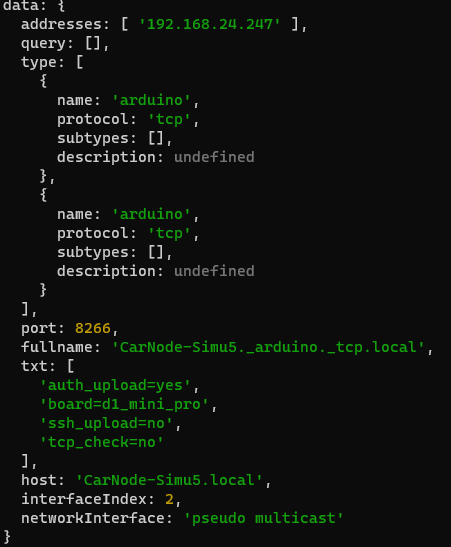 data: {
  addresses: [ '192.168.24.247' ],
  query: [],
  type: [
    {
      name: 'arduino',
      protocol: 'tcp',
      subtypes: [],
      description: undefined
    },
    {
      name: 'arduino',
      protocol: 'tcp',
      subtypes: [],
      description: undefined
    }
  ],
  port: 8266,
  fullname: 'CarNode-Simu5._arduino._tcp.local',
  txt: [
    'auth_upload=yes',
    'board=d1_mini_pro',
    'ssh_upload=no',
    'tcp_check=no'
  ],
  host: 'CarNode-Simu5.local',
  interfaceIndex: 2,
  networkInterface: 'pseudo multicast'
}